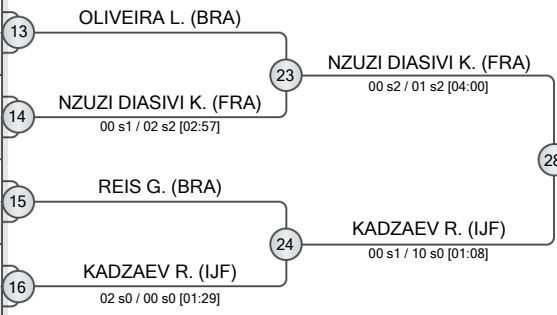 13
OLIVEIRA L. (BRA)
23
NZUZI DIASIVI K. (FRA)
00 s2 / 01 s2 [04:00]
14
NZUZI DIASIVI K. (FRA)
00 s1 / 02 s2 [02:57]
28
15
REIS G. (BRA)
24
KADZAEV R. (IJF)
00 s1 / 10 s0 [01:08]
16
KADZAEV R. (IJF)
02 s0 / 00 s0 [01:29]